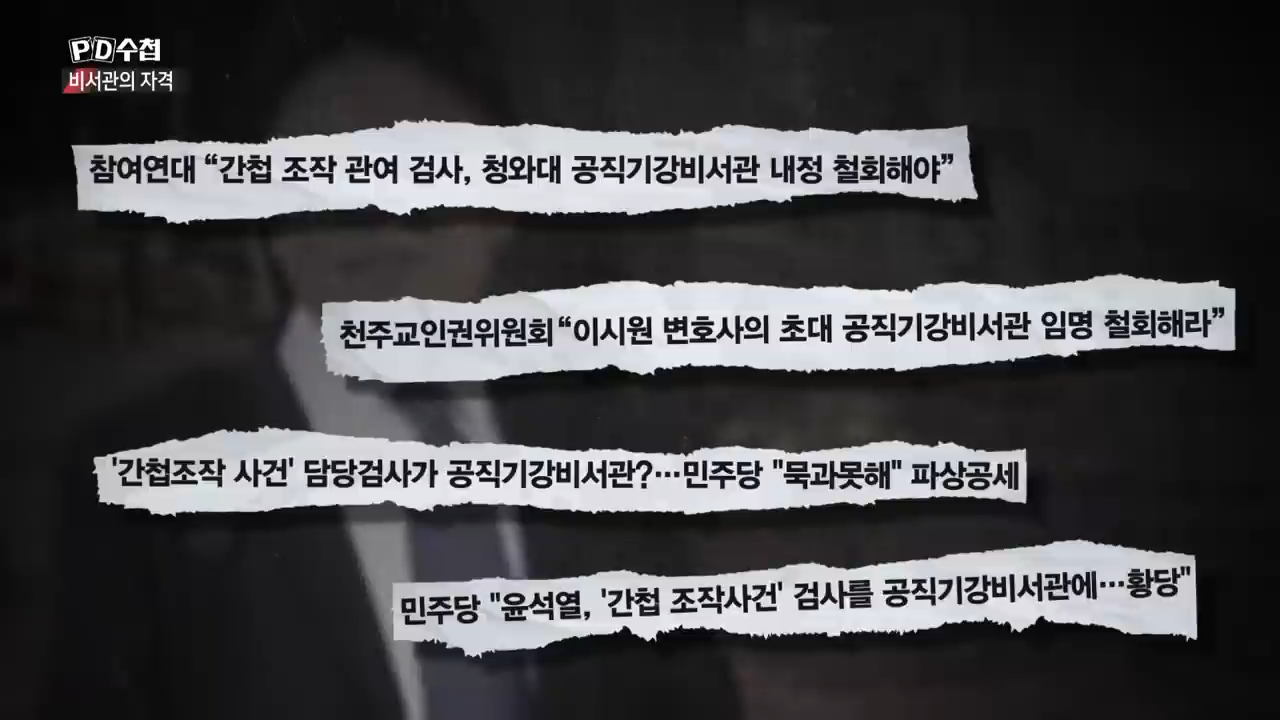 PD수첩
비서관의 자격
참여연대 “간첩 조작 관여 검사, 청와대 공직기강비서관 내정 철회해야”
천주교인권위원회 “이시원 변호사의 초대 공직기강비서관 임명 철회해라”
'간첩조작 사건' 담당검사가 공직기강비서관?…민주당 "묵과못해" 파상공세
민주당 "윤석열, '간첩 조작사건' 검사를 공직기강비서관에…황당"